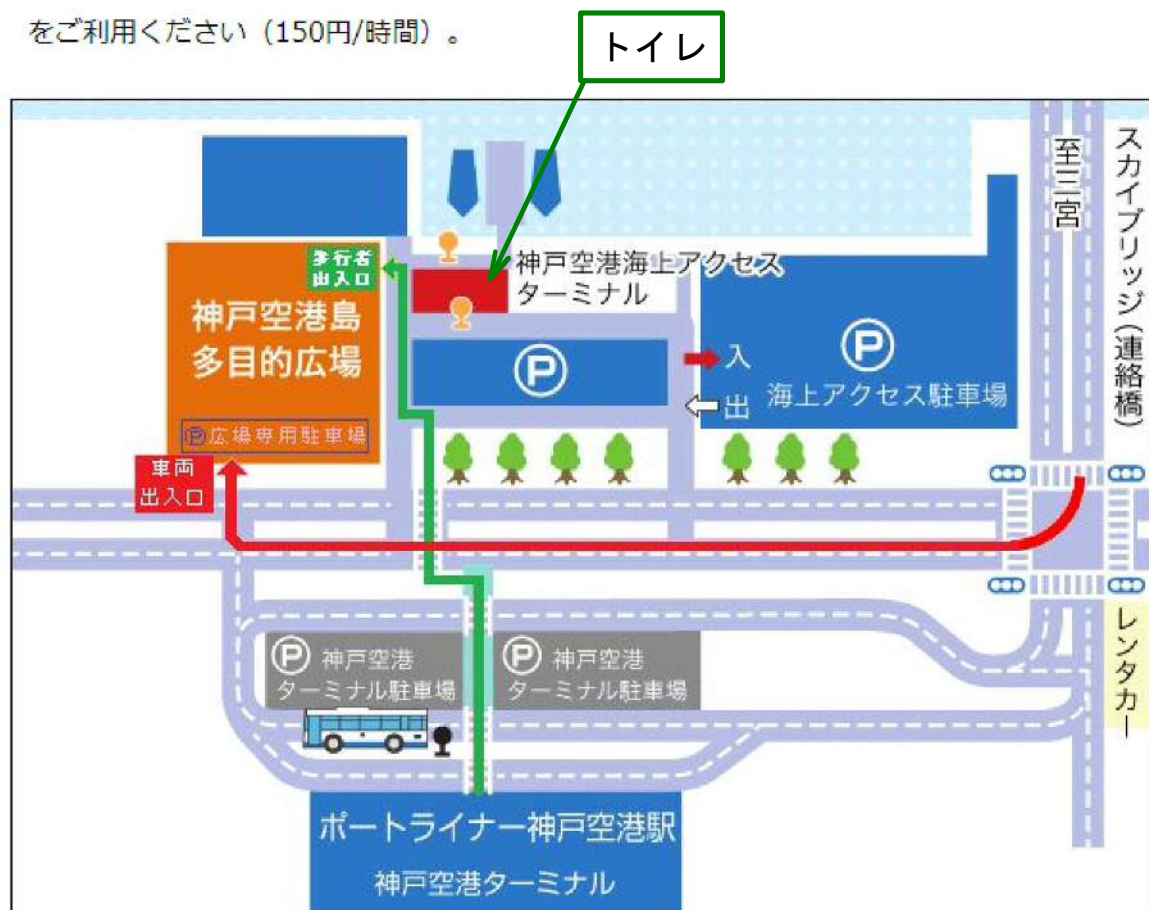 をご利用ください（150円/時間）。
トイレ
至三宮
スカイブリッジ（連絡橋）
歩行者
出入口
神戸空港海上アクセス
ターミナル
神戸空港島
多目的広場
P
入
P
海上アクセス駐車場
出
P広場専用駐車場
車両
出入口
レンタカー
P 神戸空港
ターミナル駐車場
P 神戸空港
ターミナル駐車場
ポートライナー神戸空港駅
神戸空港ターミナル